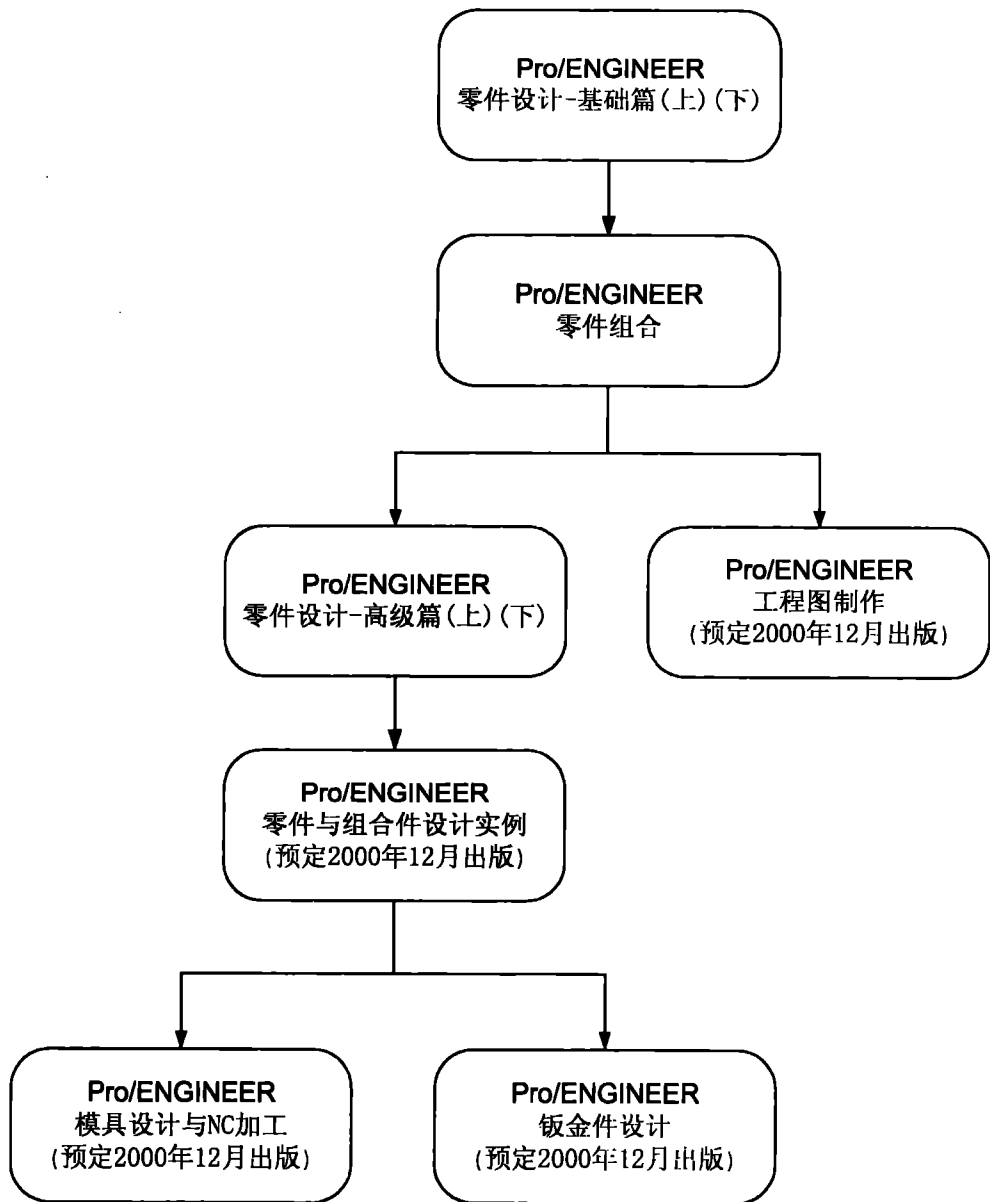 Pro/ENGINEER
零件设计-基础篇(上)(下)
Pro/ENGINEER
零件组合
Pro/ENGINEER
零件设计-高级篇(上)(下)
Pro/ENGINEER
工程图制作
(预定2000年12月出版)
Pro/ENGINEER
零件与组合件设计实例
(预定2000年12月出版)
Pro/ENGINEER
模具设计与NC加工
(预定2000年12月出版)
Pro/ENGINEER
钣金件设计
(预定2000年12月出版)